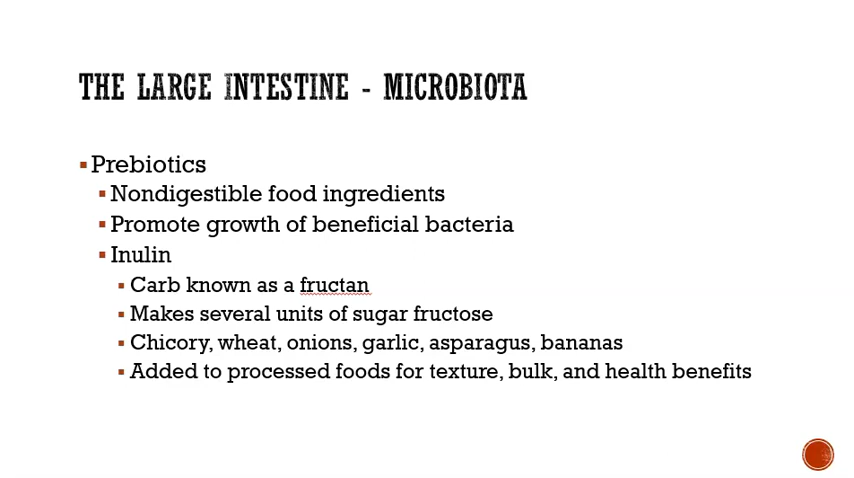 THE LARGE INTESTINE - MICROBIOTA
Prebiotics
Nondigestible food ingredients
Promote growth of beneficial bacteria
Inulin
Carb known as a fructan
Makes several units of sugar fructose
Chicory, wheat, onions, garlic, asparagus, bananas
Added to processed foods for texture, bulk, and health benefits